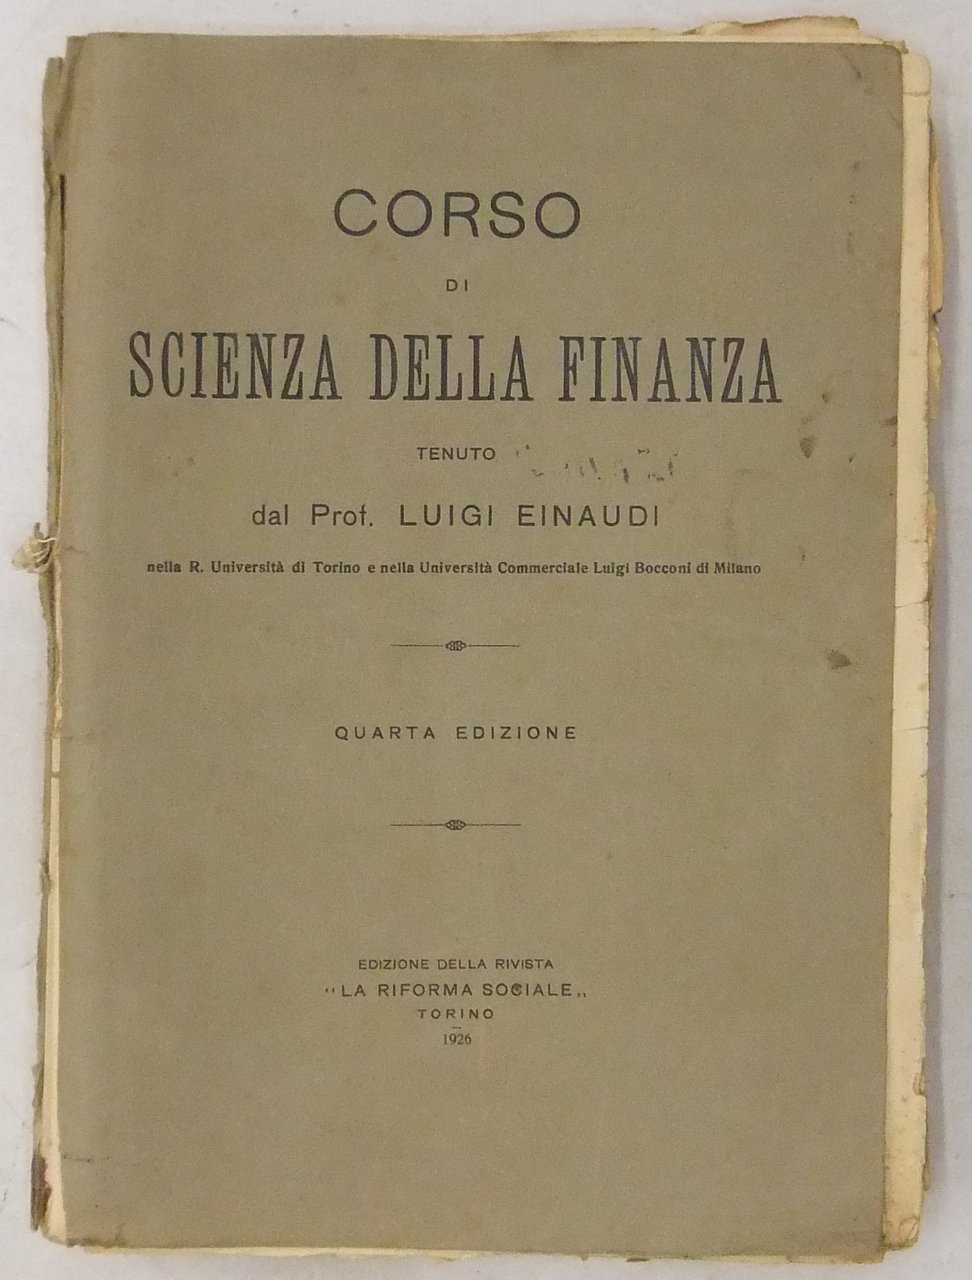 CORSO
DI
SCIENZA DELLA FINANZA
TENUTO
dal Prof. LUIGI EINAUDI
nella R. Università di Torino e nella Università Commerciale Luigi Bocconi di Milano
QUARTA EDIZIONE
EDIZIONE DELLA RIVISTA
"LA RIFORMA SOCIALE„
TORINO
1926